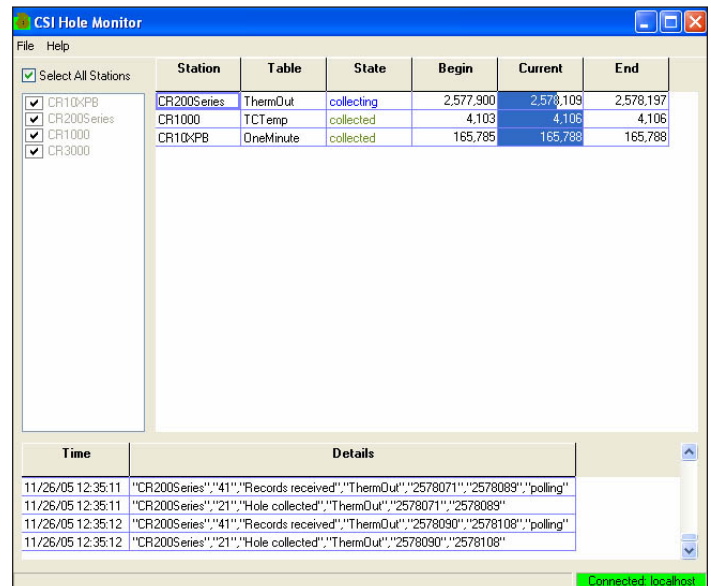 CSI Hole Monitor
File Help
Select All Stations
CR10XPB
CR200Series
CR1000
CR3000
Station Table State Begin Current End
CR200Series ThermOut collecting 2,577,900 2,578,109 2,578,197
CR1000 TCTemp collected 4,103 4,106 4,106
CR10XPB OneMinute collected 165,785 165,788 165,788
Time Details
11/26/05 12:35:11 "CR200Series","41","Records received","ThermOut","2578071","2578089","polling"
11/26/05 12:35:11 "CR200Series","21","Hole collected","ThermOut","2578071","2578089"
11/26/05 12:35:12 "CR200Series","41","Records received","ThermOut","2578090","2578108","polling"
11/26/05 12:35:12 "CR200Series","21","Hole collected","ThermOut","2578090","2578108"
Connected: localhost